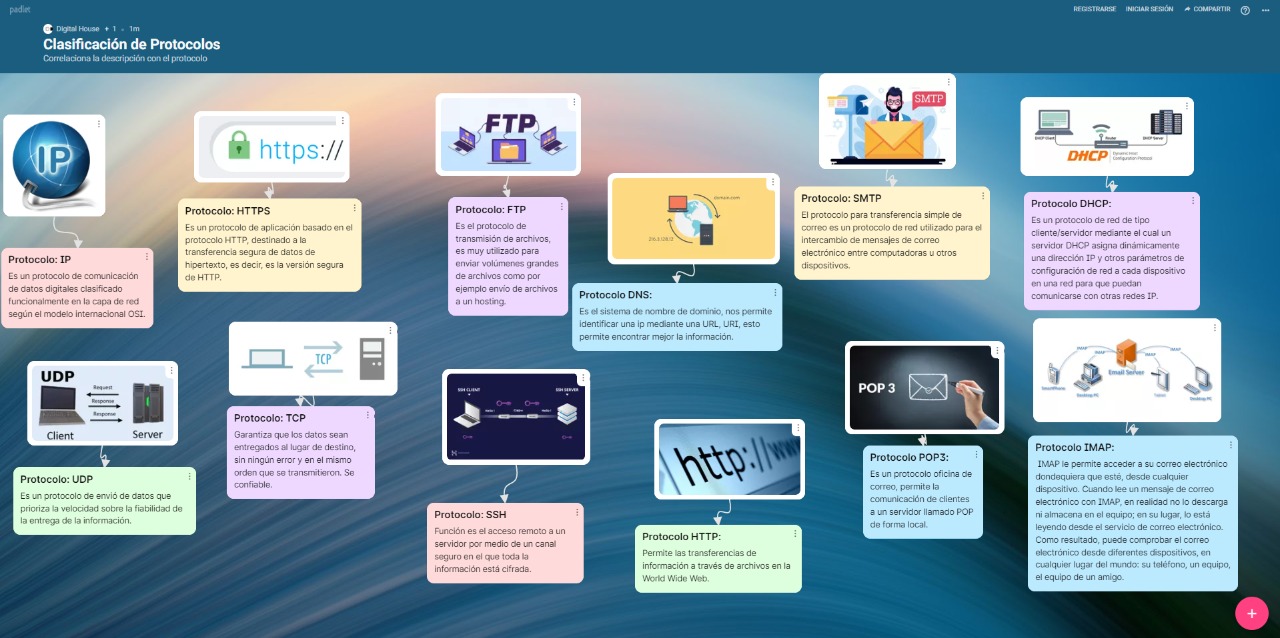 padlet
REGISTRARSE INICIAR SESIÓN COMPARTIR
Digital House + 1 · 1m
Clasificación de Protocolos
Correlaciona la descripción con el protocolo
IP
Protocolo: IP
Es un protocolo de comunicación
de datos digitales clasificado
funcionalmente en la capa de red
según el modelo internacional OSI.
https://
Protocolo: HTTPS
Es un protocolo de aplicación basado en el
protocolo HTTP, destinado a la
transferencia segura de datos de
hipertexto, es decir, es la versión segura
de HTTP.
FTP
Protocolo: FTP
Es el protocolo de
transmisión de archivos,
es muy utilizado para
enviar volúmenes grandes
de archivos como por
ejemplo envío de archivos
a un hosting.
domain.com
Protocolo DNS:
Es el sistema de nombre de dominio, nos permite
identificar una ip mediante una URL, URI, esto
permite encontrar mejor la información.
SMTP
Protocolo: SMTP
El protocolo para transferencia simple de
correo es un protocolo de red utilizado para el
intercambio de mensajes de correo
electrónico entre computadoras u otros
dispositivos.
DHCP Client
Router
DHCP Server
DHCP Dynamic Host
Configuration Protocol
Protocolo DHCP:
Es un protocolo de red de tipo
cliente/servidor mediante el cual un
servidor DHCP asigna dinámicamente
una dirección IP y otros parámetros de
configuración de red a cada dispositivo
en una red para que puedan
comunicarse con otras redes IP.
UDP
Request
Response
Response
Client
Server
Protocolo: UDP
Es un protocolo de envió de datos que
prioriza la velocidad sobre la fiabilidad de
la entrega de la información.
TCP
Protocolo: TCP
Garantiza que los datos sean
entregados al lugar de destino,
sin ningún error y en el mismo
orden que se transmitieron. Se
confiable.
SSH CLIENT
SSH SERVER
Protocolo: SSH
Función es el acceso remoto a un
servidor por medio de un canal
seguro en el que toda la
información está cifrada.
http://www
Protocolo HTTP:
Permite las transferencias de
información a través de archivos en la
World Wide Web.
POP 3
Protocolo POP3:
Es un protocolo oficina de
correo, permite la
comunicación de clientes
a un servidor llamado POP
de forma local.
IMAP
IMAP
IMAP
IMAP
Email Server
SmartPhone
Desktop PC
Tablet
Desktop PC
Protocolo IMAP:
IMAP le permite acceder a su correo electrónico
dondequiera que esté, desde cualquier
dispositivo. Cuando lee un mensaje de correo
electrónico con IMAP, en realidad no lo descarga
ni almacena en el equipo; en su lugar, lo está
leyendo desde el servicio de correo electrónico.
Como resultado, puede comprobar el correo
electrónico desde diferentes dispositivos, en
cualquier lugar del mundo: su teléfono, un equipo,
el equipo de un amigo.